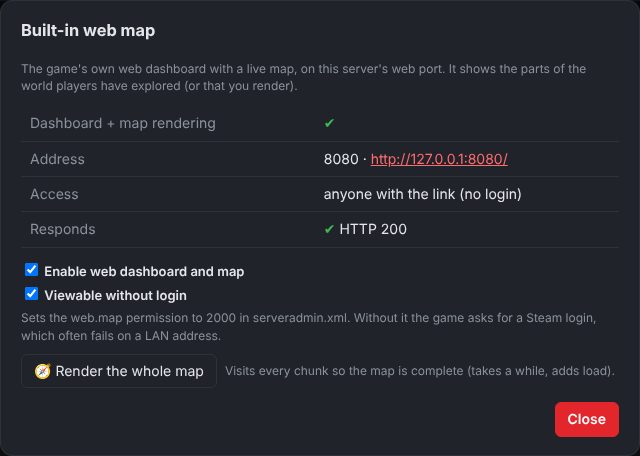 Built-in web map
The game's own web dashboard with a live map, on this server's web port. It shows the parts of the
world players have explored (or that you render).
Dashboard + map rendering ✔
Address 8080 · http://127.0.0.1:8080/
Access anyone with the link (no login)
Responds ✔ HTTP 200
Enable web dashboard and map
Viewable without login
Sets the web.map permission to 2000 in serveradmin.xml. Without it the game asks for a Steam login,
which often fails on a LAN address.
🧭 Render the whole map Visits every chunk so the map is complete (takes a while, adds load).
Close